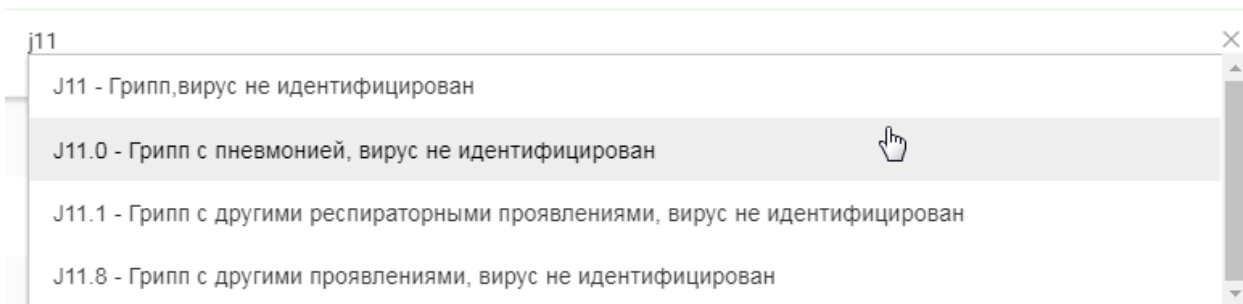 j11
J11 - Грипп,вирус не идентифицирован
J11.0 - Грипп с пневмонией, вирус не идентифицирован
J11.1 - Грипп с другими респираторными проявлениями, вирус не идентифицирован
J11.8 - Грипп с другими проявлениями, вирус не идентифицирован